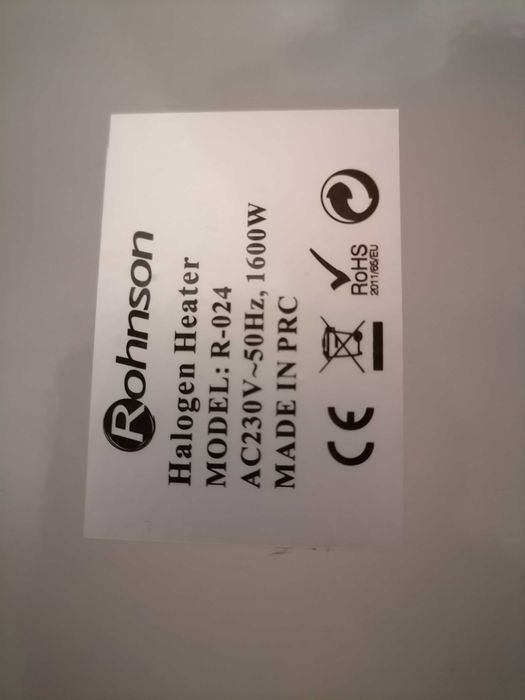 Rohnson
Halogen Heater
MODEL: R-024
AC230V~50Hz, 1600W
MADE IN PRC
CE
RoHS
2011/65/EU